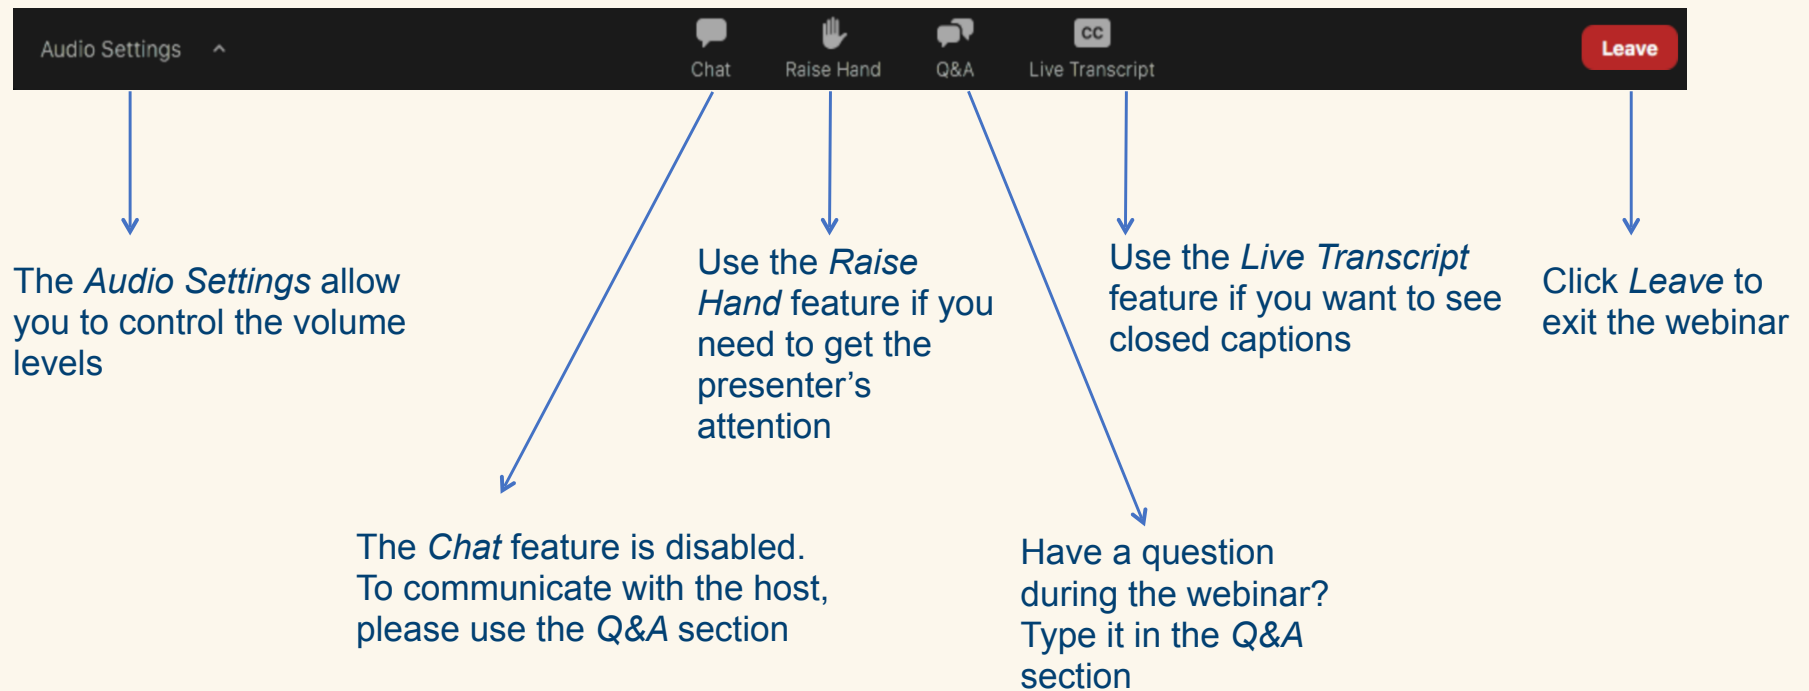 Audio Settings
Chat
Raise Hand
Q&A
CC
Live Transcript
Leave
The Audio Settings allow
you to control the volume
levels
Use the Raise
Hand feature if you
need to get the
presenter’s
attention
Use the Live Transcript
feature if you want to see
closed captions
Click Leave to
exit the webinar
The Chat feature is disabled.
To communicate with the host,
please use the Q&A section
Have a question
during the webinar?
Type it in the Q&A
section